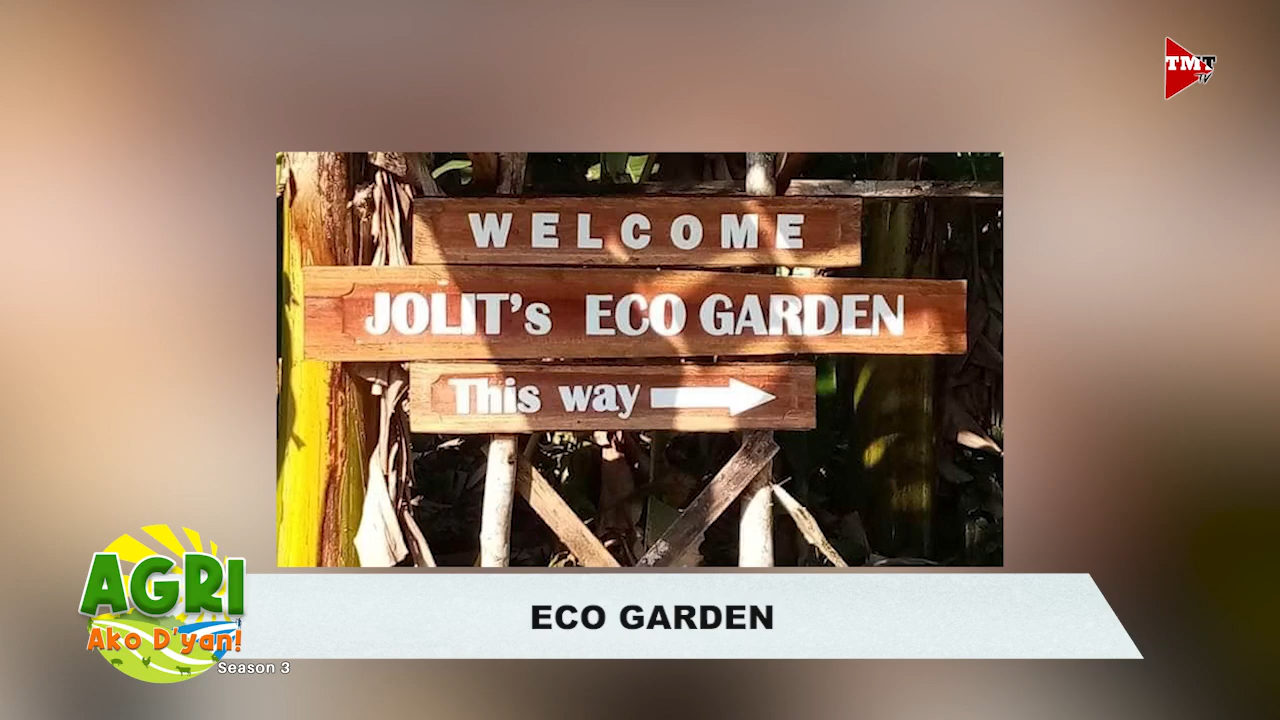 TMT
TV
WELCOME
JOLIT's ECO GARDEN
This way
AGRI
Ako D'yan!
Season 3
ECO GARDEN